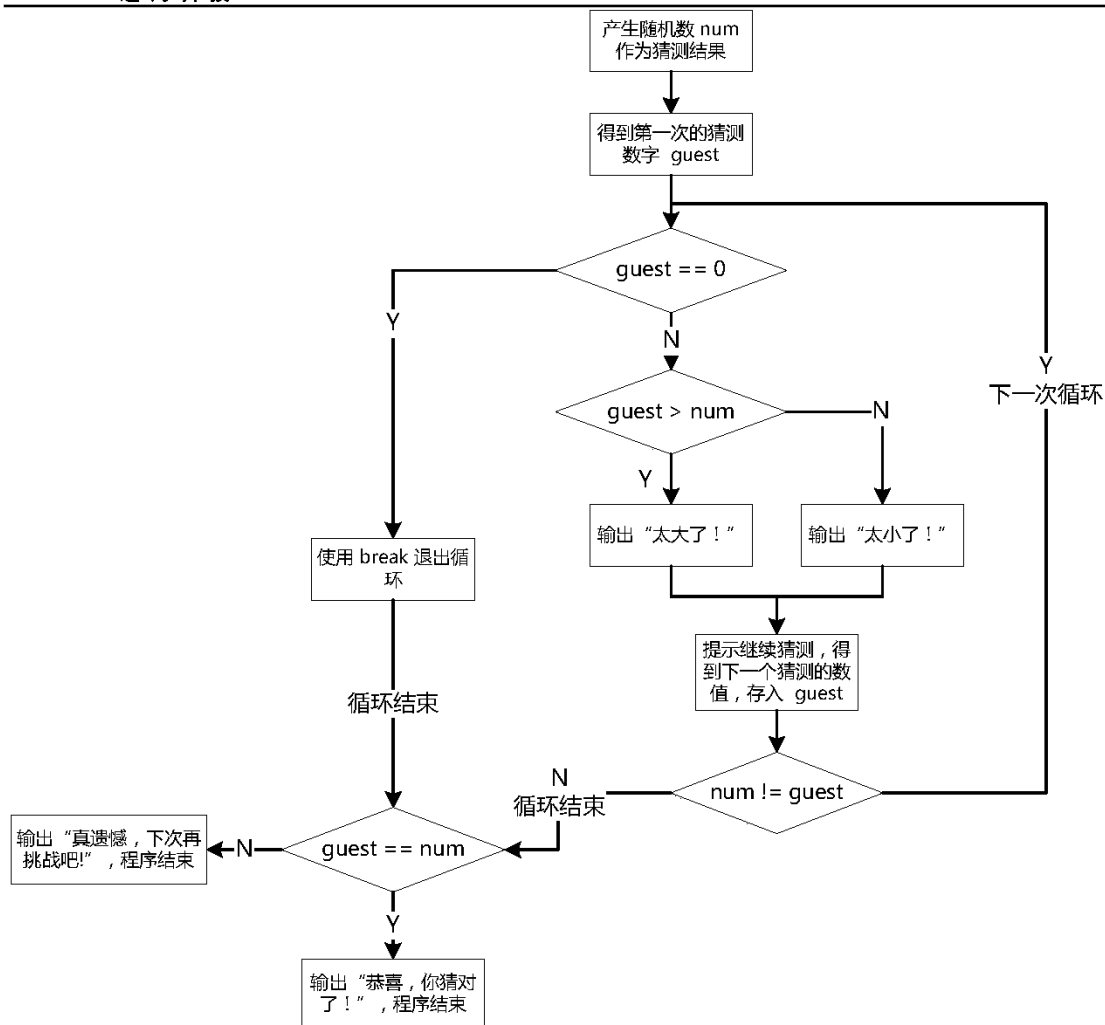 产生随机数 num
作为猜测结果
得到第一次的猜测
数字 guest
guest == 0
Y
N
Y
下一次循环
guest > num
N
Y
输出“太大了！”
输出“太小了！”
使用 break 退出循
环
提示继续猜测，得
到下一个猜测的数
值，存入 guest
循环结束
num != guest
N
循环结束
guest == num
N
输出“真遗憾，下次再
挑战吧!”，程序结束
Y
输出“恭喜，你猜对
了！”，程序结束